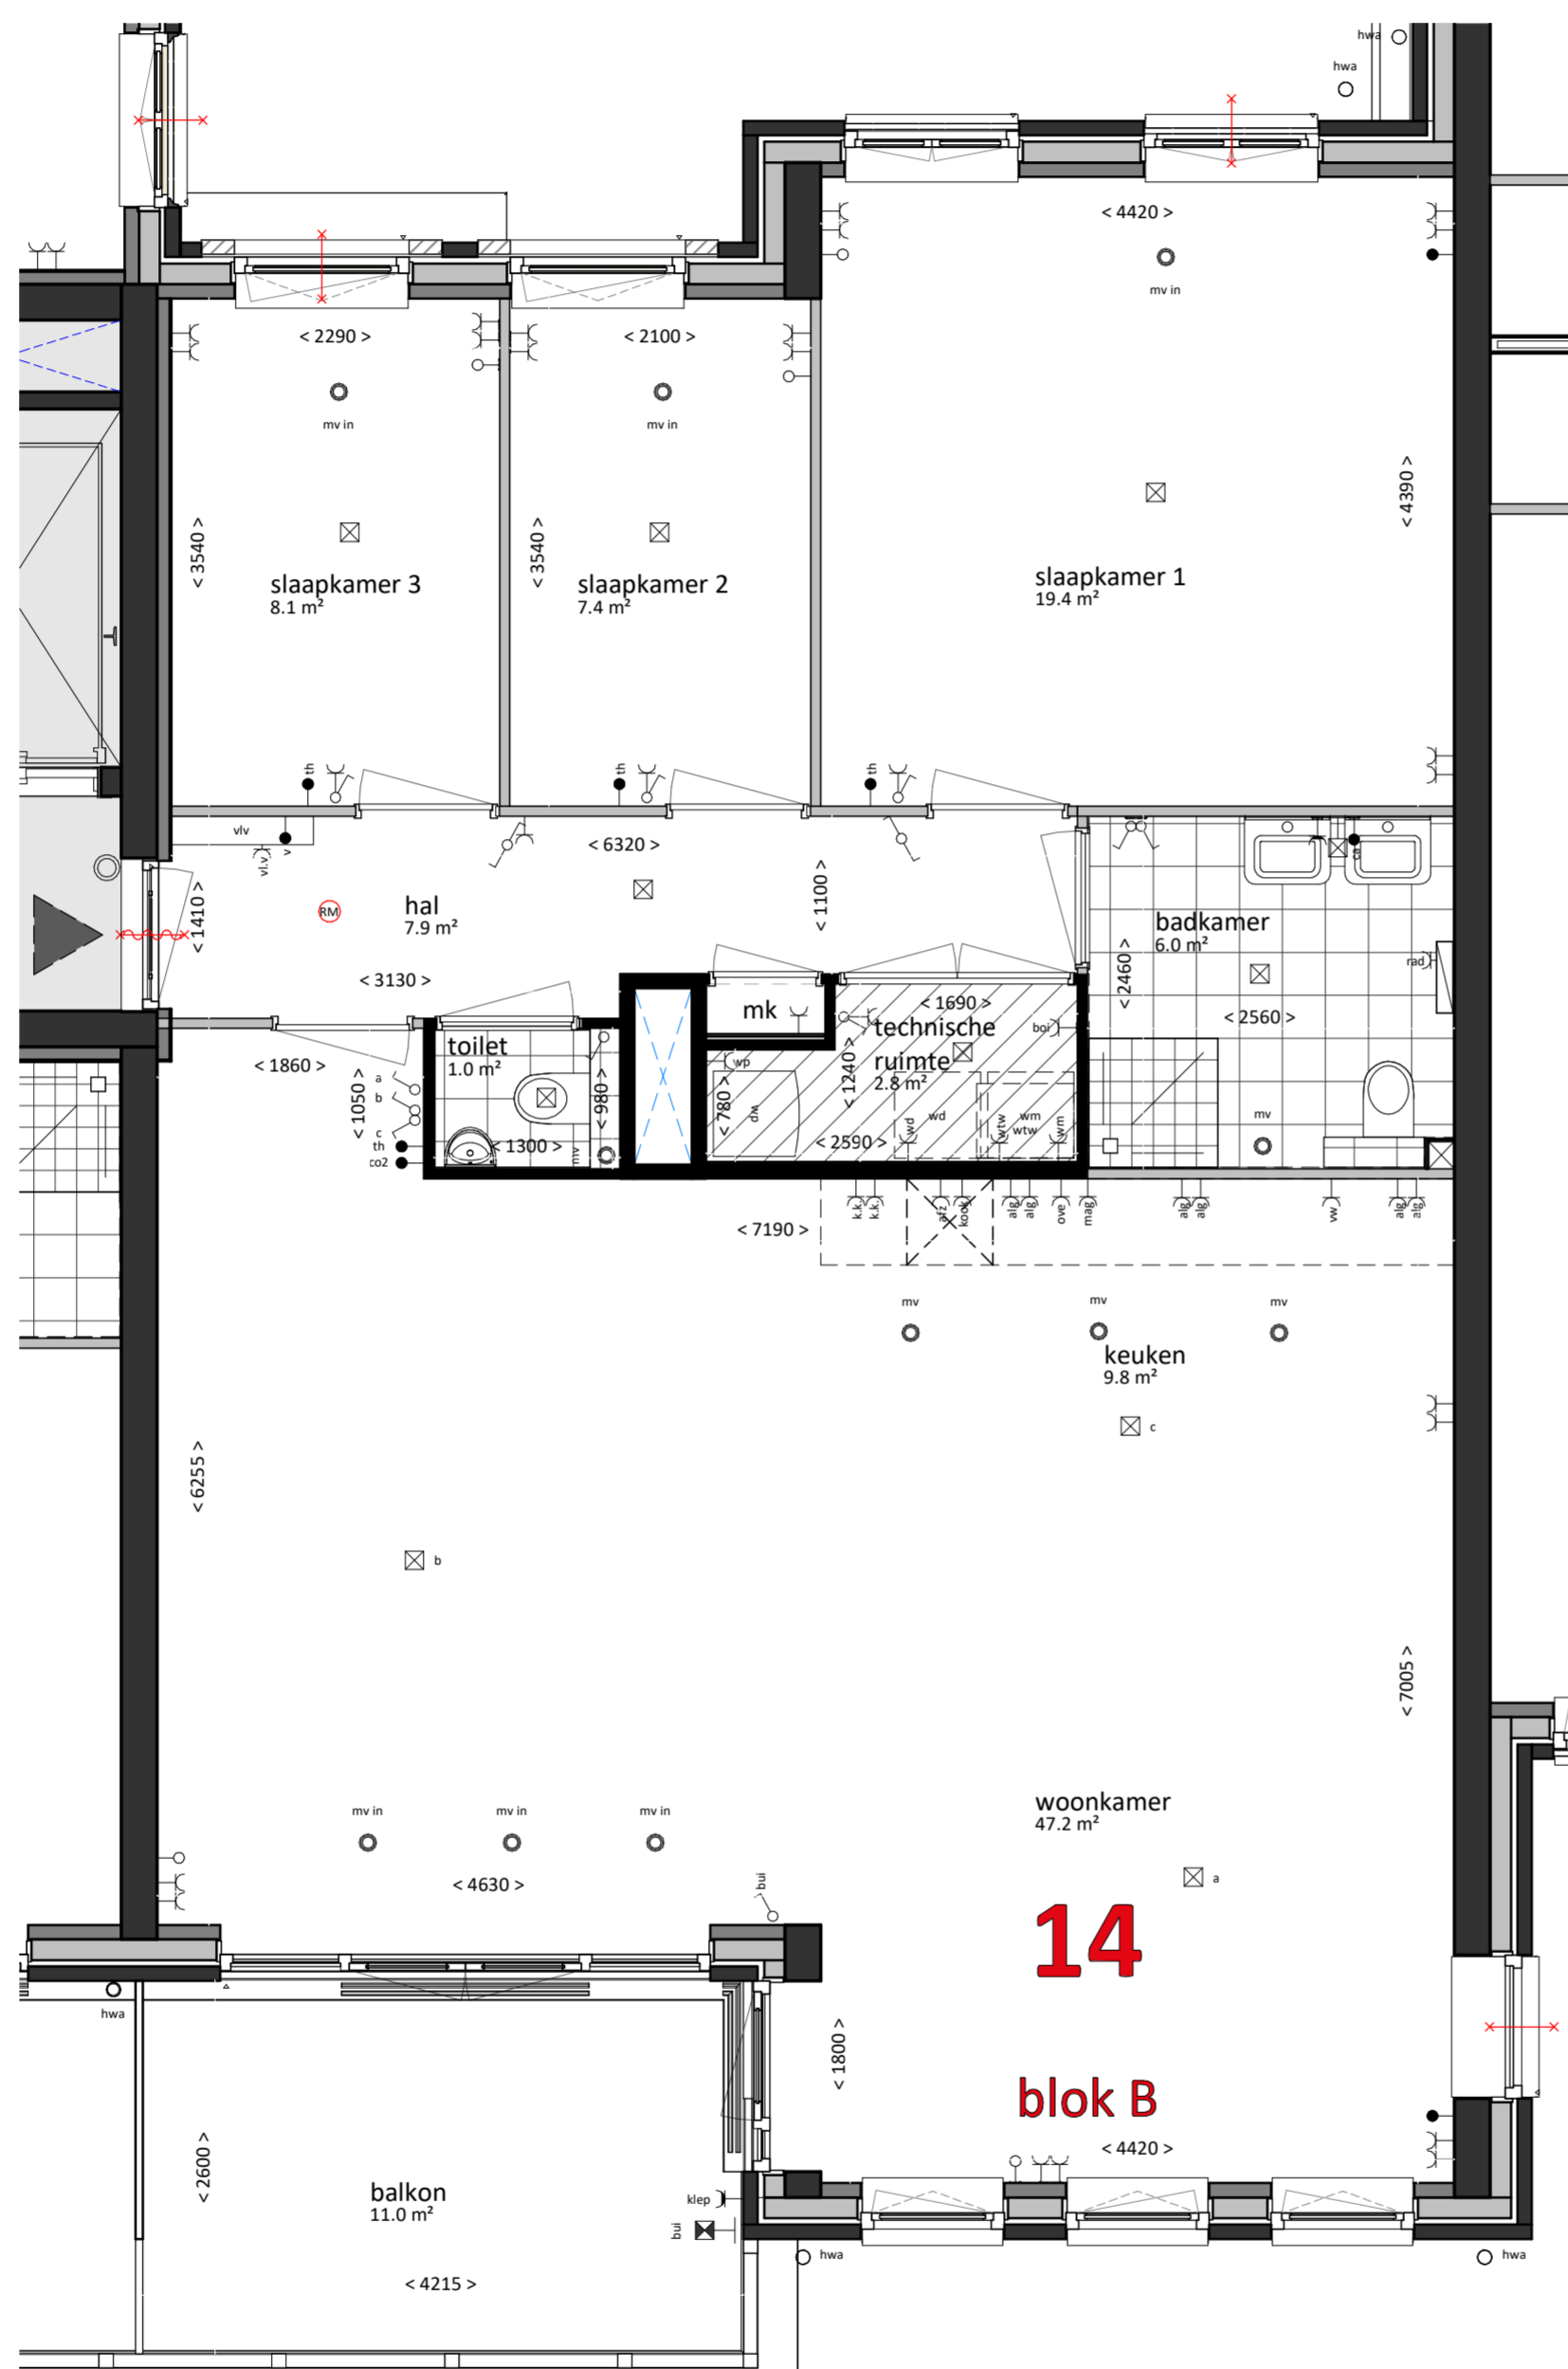 hwa
hwa
< 4420 >
mv in
< 2290 >
< 2100 >
mv in
mv in
< 4390 >
< 3540 >
< 3540 >
slaapkamer 3
8.1 m²
slaapkamer 2
7.4 m²
slaapkamer 1
19.4 m²
th
th
th
vlv
v
vl.v
< 6320 >
ca
< 1100 >
< 1410 >
RM
hal
7.9 m²
badkamer
6.0 m²
rad
< 2460 >
< 3130 >
mk
< 1690 >
technische
ruimte
2.8 m²
boi
< 2560 >
toilet
1.0 m²
< 1860 >
wp
< 1240 >
a
b
c
th
co2
< 1050 >
< 980 >
< 780 >
wp
wd
wd
wm
wtw
wtw
wm
mv
< 1300 >
mv
< 2590 >
k.k.
k.k.
afz
kook
alg
alg
ove
mag
alg
alg
vw
alg
alg
< 7190 >
mv
mv
mv
keuken
9.8 m²
c
< 6255 >
b
< 7005 >
woonkamer
47.2 m²
mv in
mv in
mv in
< 4630 >
bui
a
14
hwa
< 1800 >
blok B
< 4420 >
< 2600 >
balkon
11.0 m²
klep
bui
hwa
hwa
< 4215 >